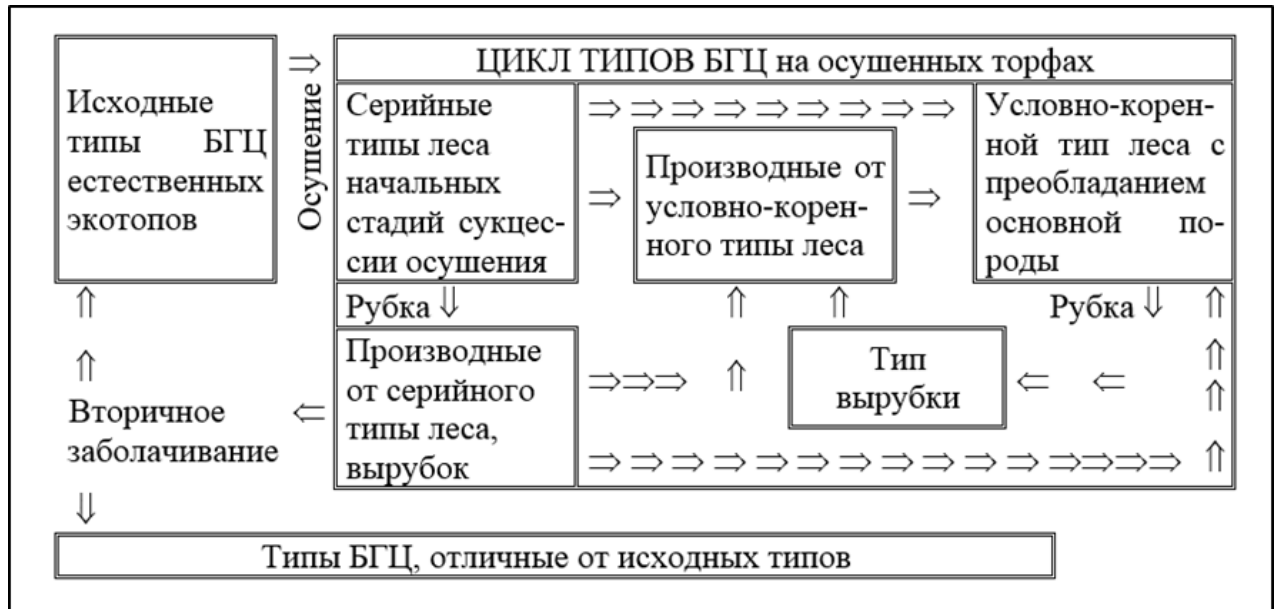 ЦИКЛ ТИПОВ БГЦ на осушенных торфах
Исходные
типы БГЦ
естественных
экотопов
⇒
Осушение
Серийные
типы леса
начальных
стадий сукцес-
сии осушения
⇒⇒⇒⇒⇒⇒⇒⇒⇒
⇒
Производные от
условно-корен-
ного типы леса
⇒
Условно-корен-
ной тип леса с
преобладанием
основной по-
роды
⇑
Рубка ⇓
⇑ ⇑
Рубка ⇓ ⇑
⇑
Вторичное
заболачивание
⇐
Производные
от серийного
типы леса,
вырубок
⇒⇒⇒ ⇑
Тип
вырубки
⇐ ⇐
⇑
⇑
⇒⇒⇒⇒⇒⇒⇒⇒⇒⇒⇒⇒⇒⇒⇒ ⇑
⇓
Типы БГЦ, отличные от исходных типов